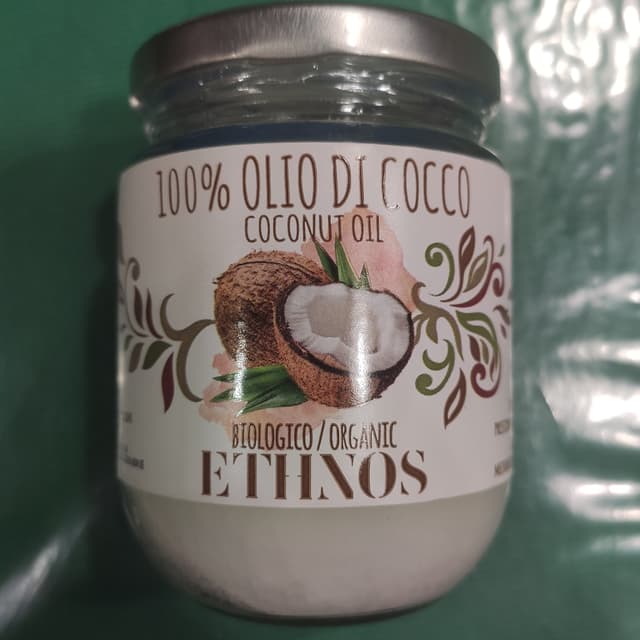 100% OLIO DI COCCO
COCONUT OIL
BIOLOGICO / ORGANIC
ETHNOS